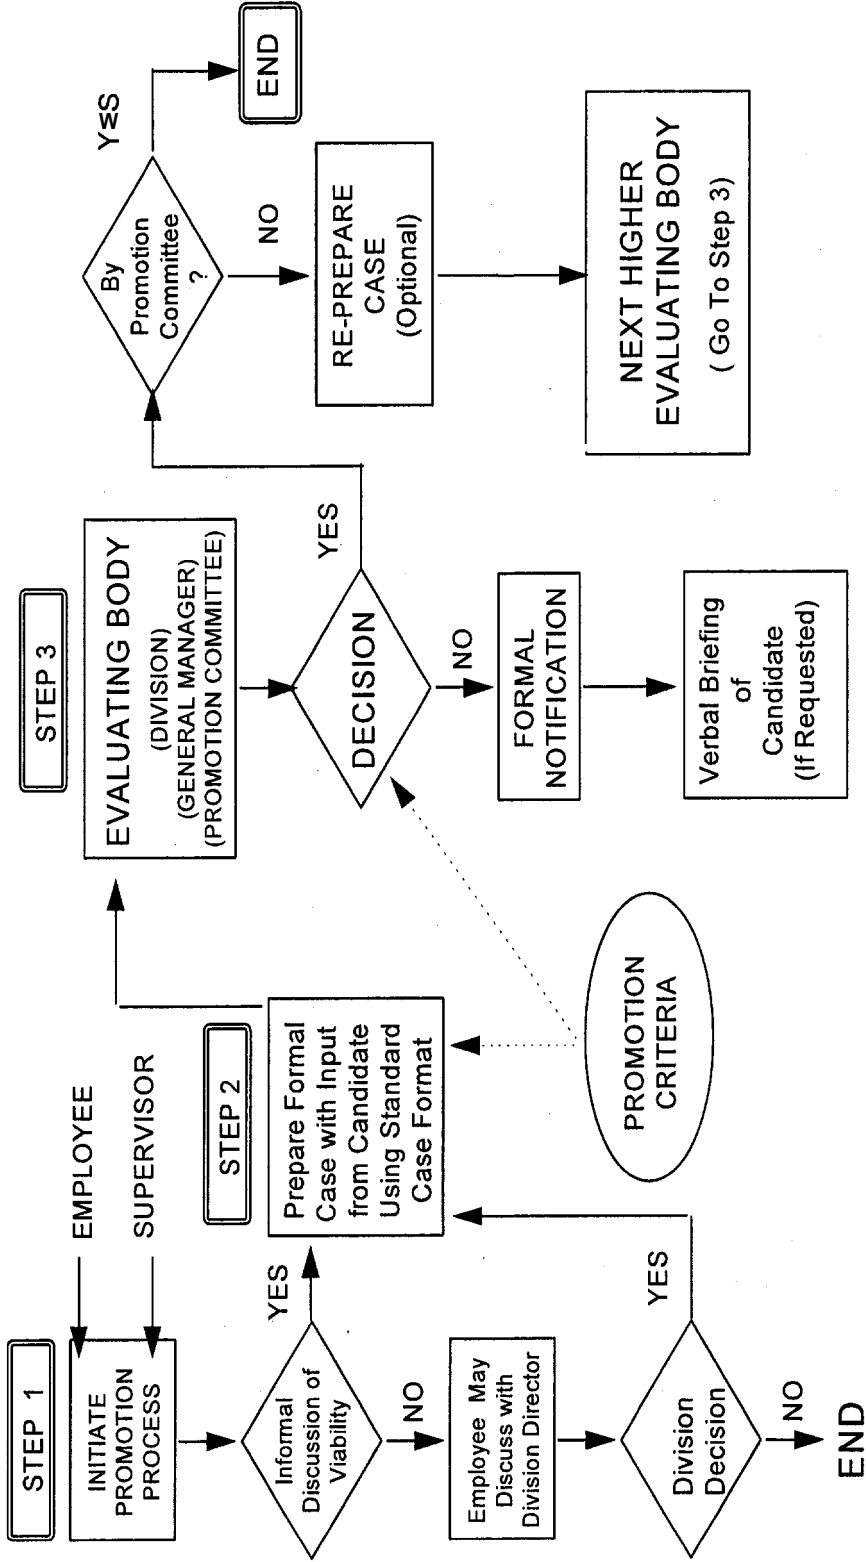 STEP 1
INITIATE
PROMOTION
PROCESS
EMPLOYEE
SUPERVISOR
Informal
Discussion of
Viability
YES
NO
Employee May
Discuss with
Division Director
Division
Decision
YES
NO
END
STEP 2
Prepare Formal
Case with Input
from Candidate
Using Standard
Case Format
PROMOTION
CRITERIA
STEP 3
EVALUATING BODY
(DIVISION)
(GENERAL MANAGER)
(PROMOTION COMMITTEE)
DECISION
YES
NO
FORMAL
NOTIFICATION
Verbal Briefing
of
Candidate
(If Requested)
By
Promotion
Committee
?
YES
END
NO
RE-PREPARE
CASE
(Optional)
NEXT HIGHER
EVALUATING BODY
( Go To Step 3)